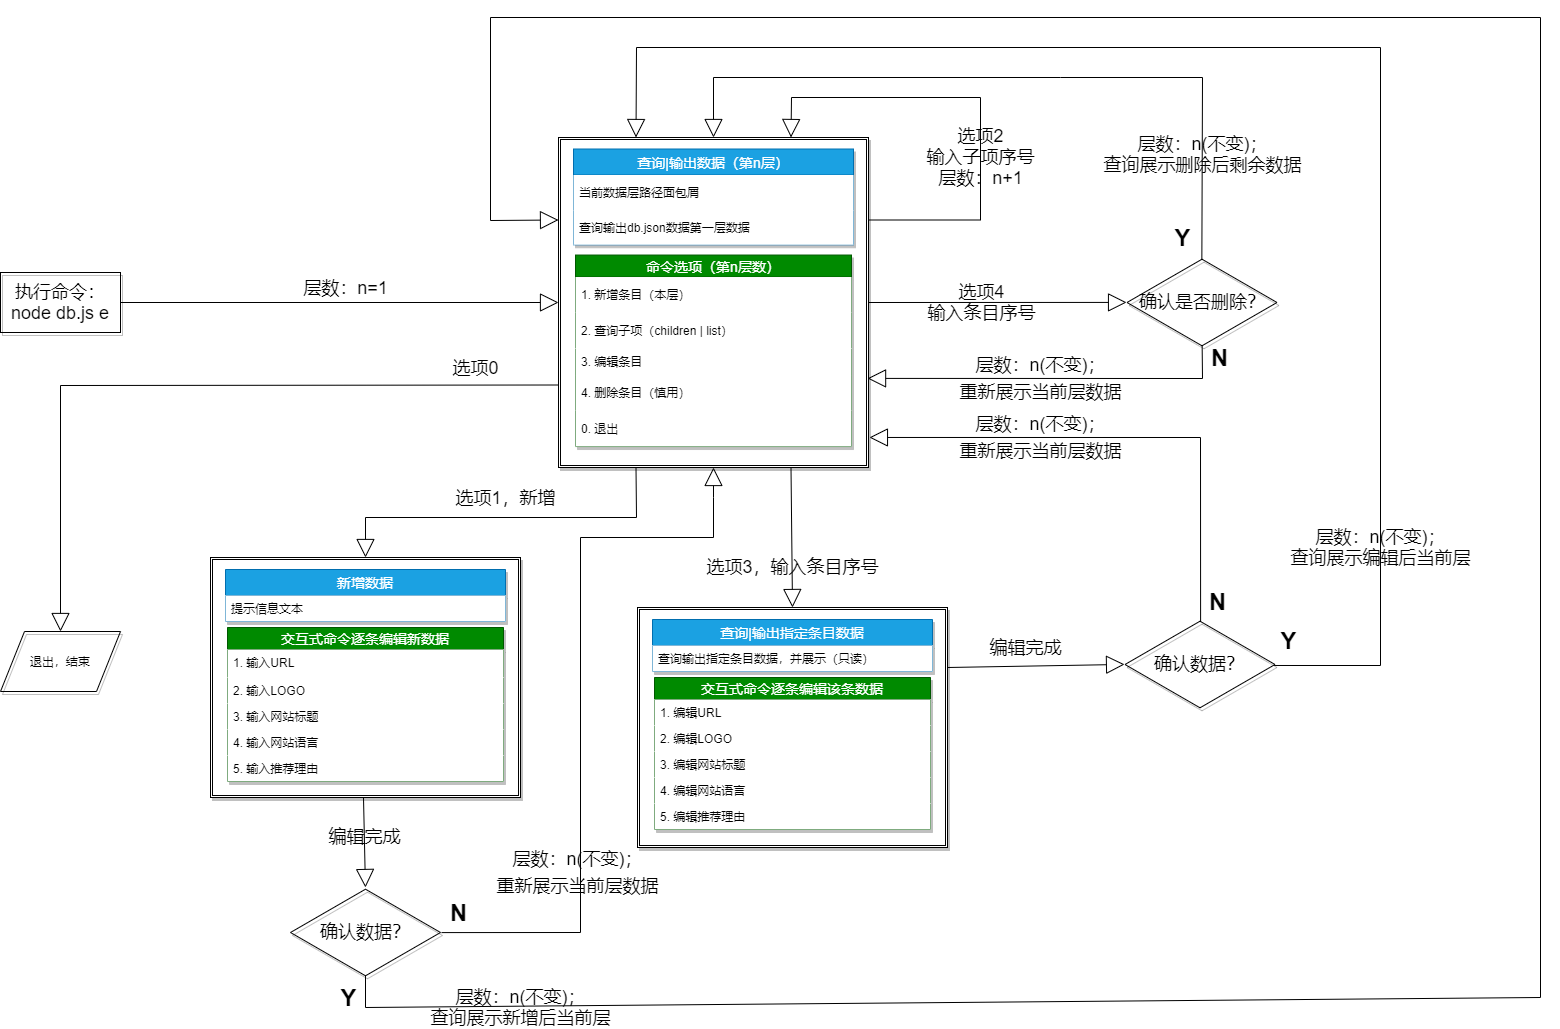 执行命令：
node db.js e
层数：n=1
查询|输出数据（第n层）
当前数据层路径面包屑
查询输出db.json数据第一层数据
命令选项（第n层数）
1. 新增条目（本层）
2. 查询子项（children | list）
3. 编辑条目
4. 删除条目（慎用）
0. 退出
选项2
输入子项序号
层数：n+1
层数：n(不变)；
查询展示删除后剩余数据
Y
选项4
输入条目序号
确认是否删除？
N
层数：n(不变)；
重新展示当前层数据
层数：n(不变)；
重新展示当前层数据
选项0
退出，结束
选项1，新增
新增数据
提示信息文本
交互式命令逐条编辑新数据
1. 输入URL
2. 输入LOGO
3. 输入网站标题
4. 输入网站语言
5. 输入推荐理由
选项3，输入条目序号
查询|输出指定条目数据
查询输出指定条目数据，并展示（只读）
交互式命令逐条编辑该条数据
1. 编辑URL
2. 编辑LOGO
3. 编辑网站标题
4. 编辑网站语言
5. 编辑推荐理由
编辑完成
确认数据？
N
Y
层数：n(不变)；
查询展示编辑后当前层
编辑完成
确认数据？
N
层数：n(不变)；
重新展示当前层数据
Y
层数：n(不变)；
查询展示新增后当前层